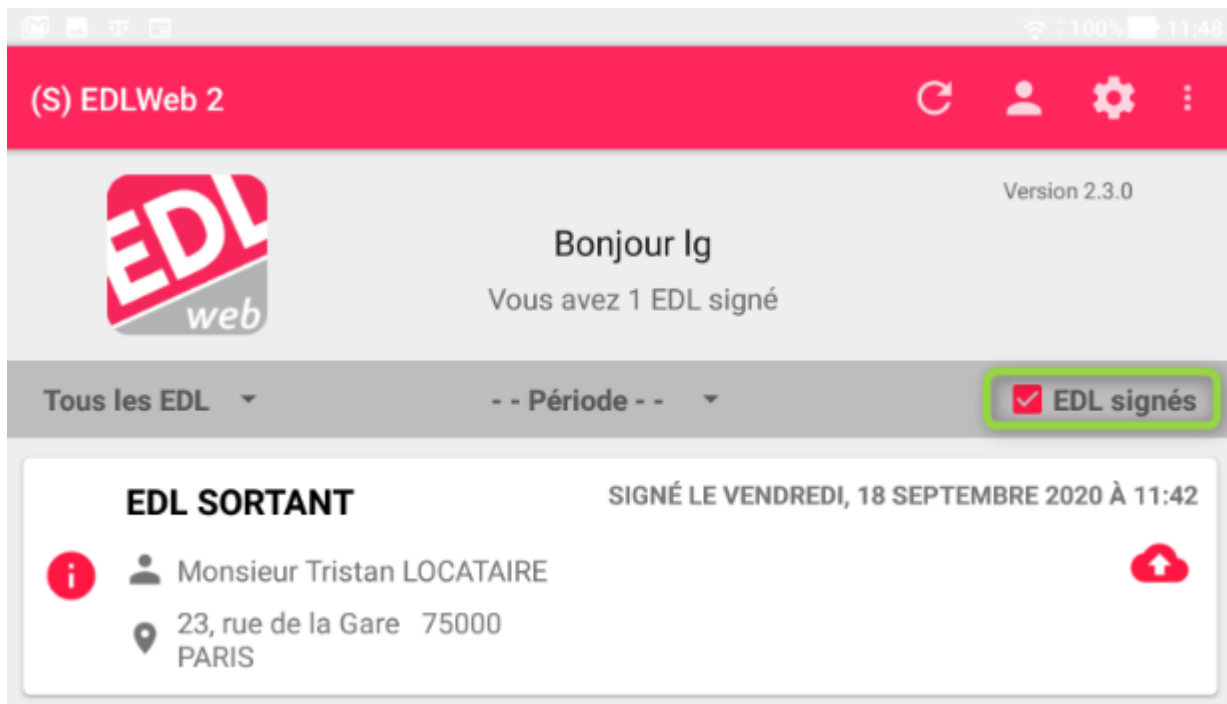 100% 11:48
(S) EDLWeb 2
Version 2.3.0
EDL
web
Bonjour lg
Vous avez 1 EDL signé
Tous les EDL - - Période - - EDL signés
EDL SORTANT SIGNÉ LE VENDREDI, 18 SEPTEMBRE 2020 À 11:42
Monsieur Tristan LOCATAIRE
23, rue de la Gare 75000
PARIS